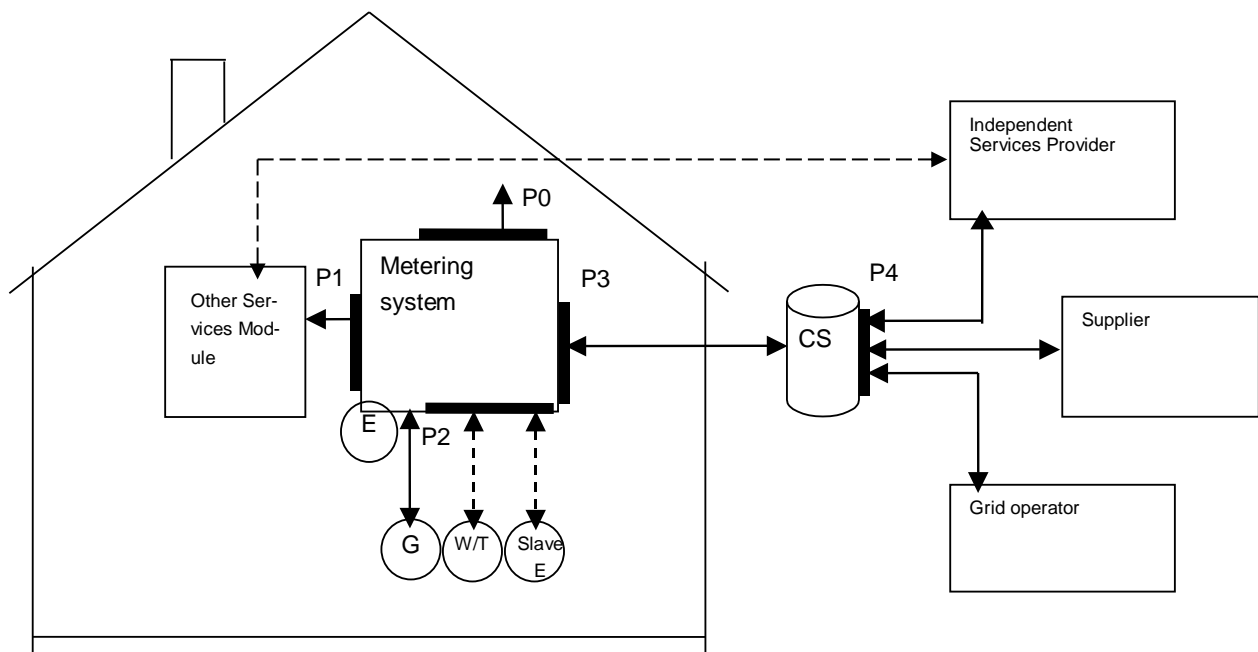 Independent
Services Provider
P0
Metering
system
P1
P3
P4
Other Ser-
vices Mod-
ule
CS
Supplier
E
P2
G
W/T
Slave
E
Grid operator